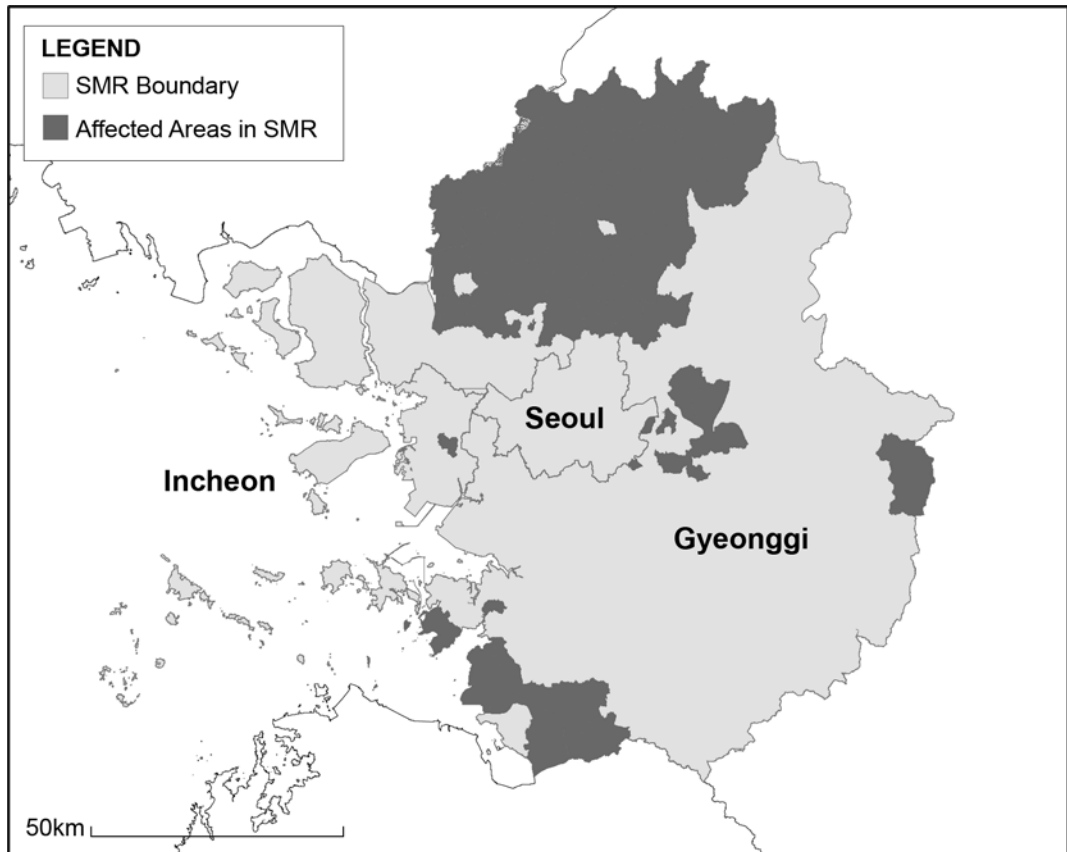 LEGEND
SMR Boundary
Affected Areas in SMR
Seoul
Incheon
Gyeonggi
50km